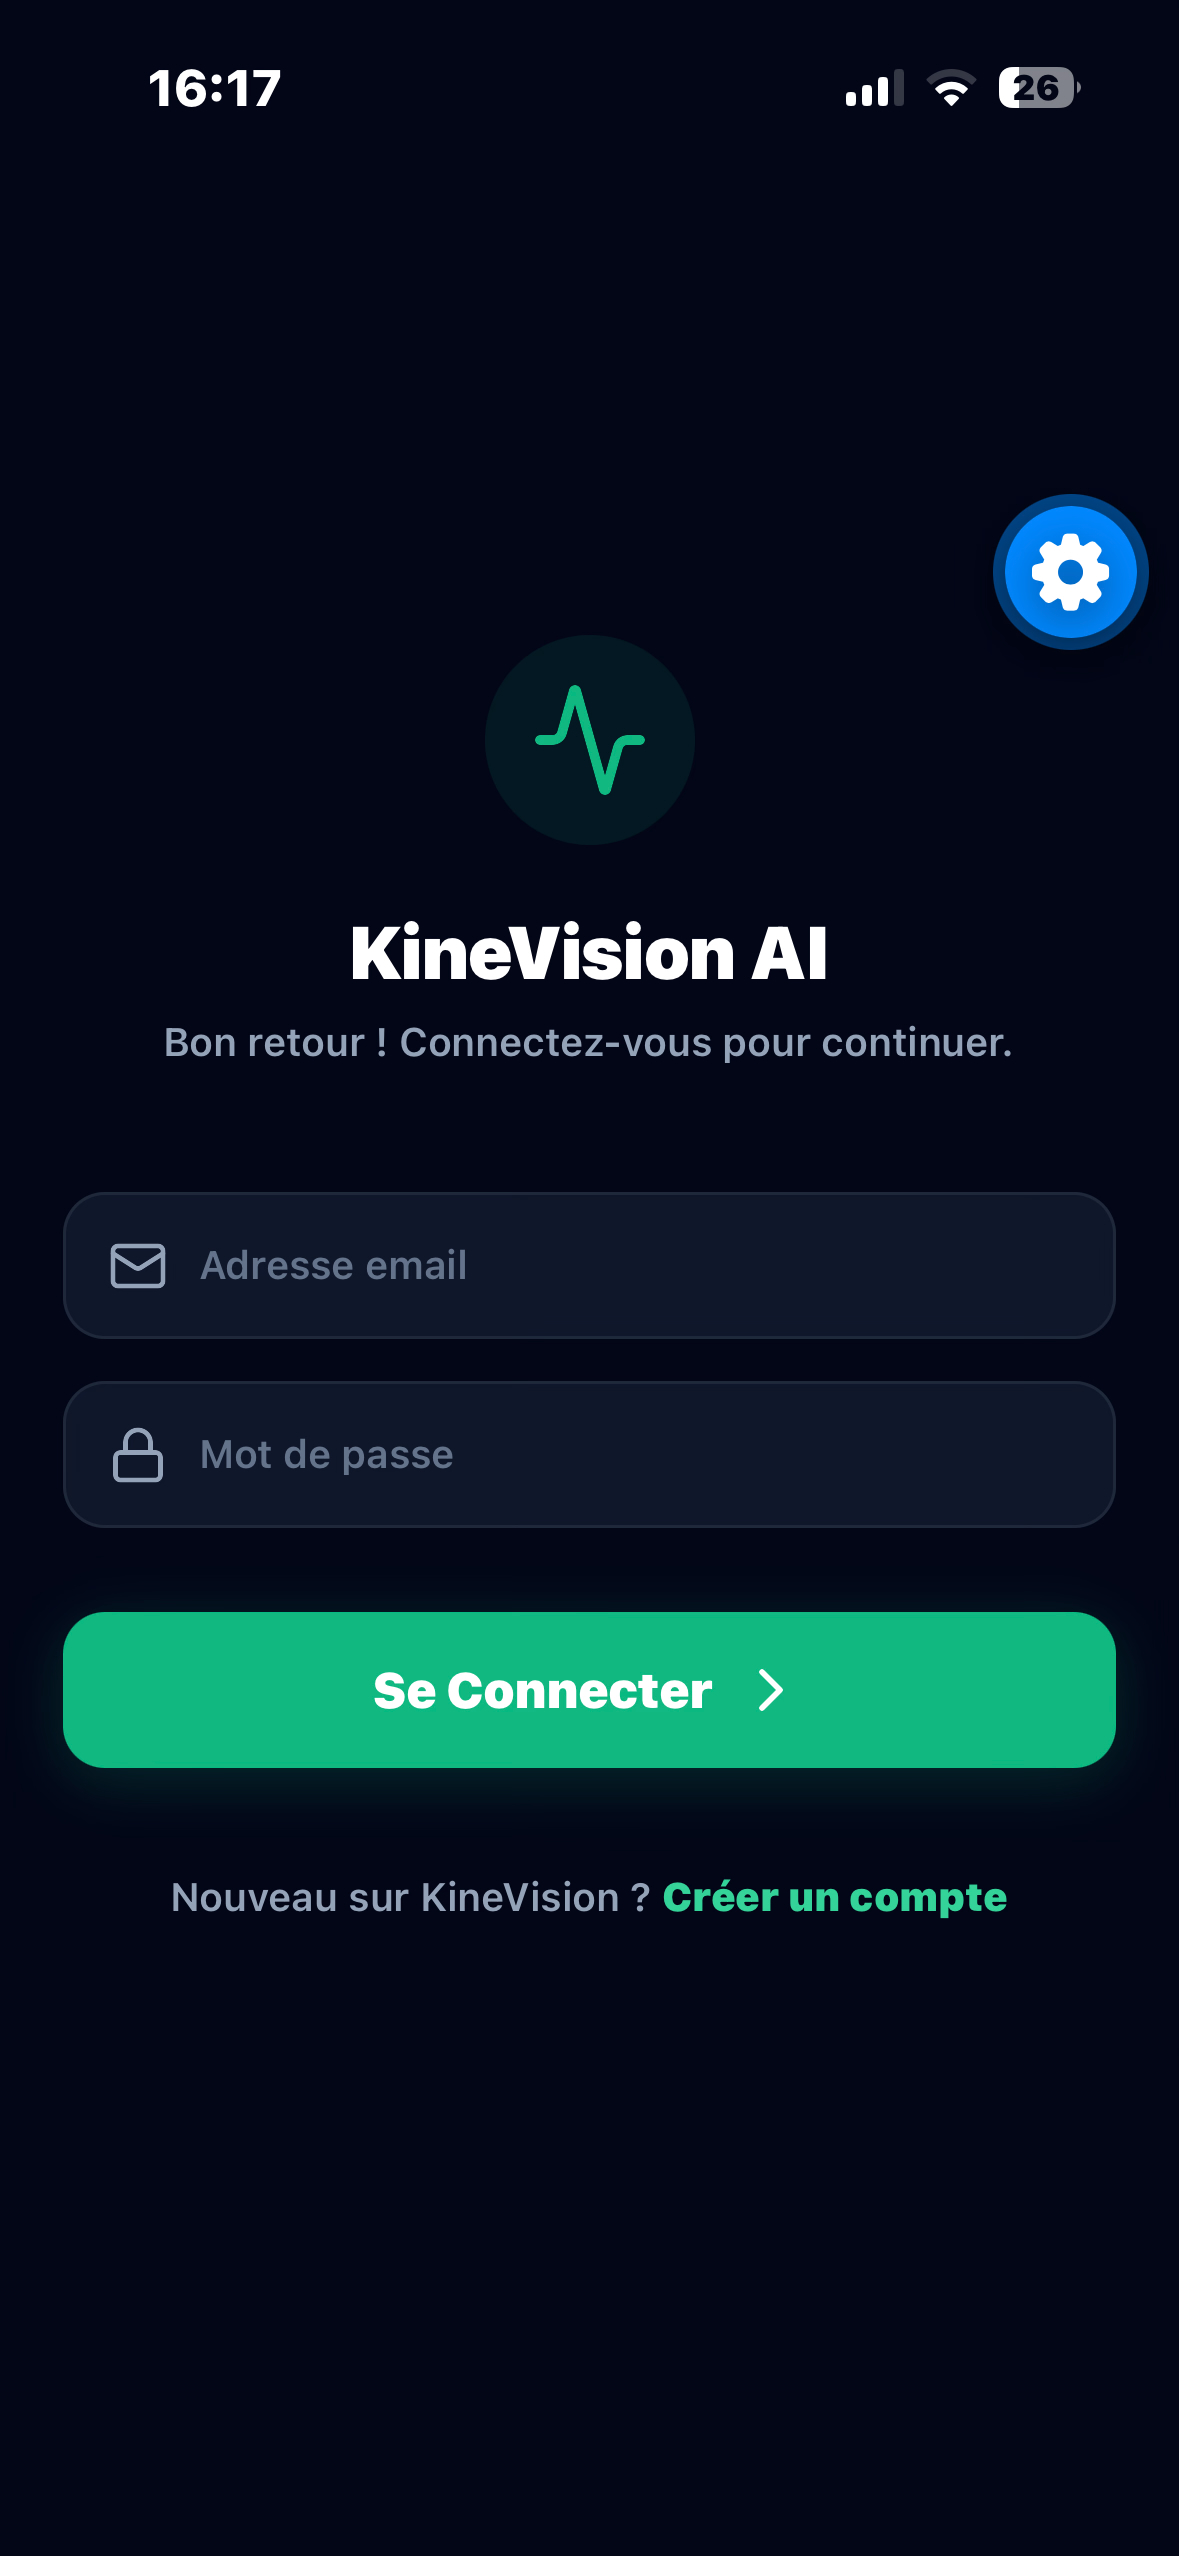 16:17
26
KineVision AI
Bon retour ! Connectez-vous pour continuer.
Adresse email
Mot de passe
Se Connecter
Nouveau sur KineVision ? Créer un compte